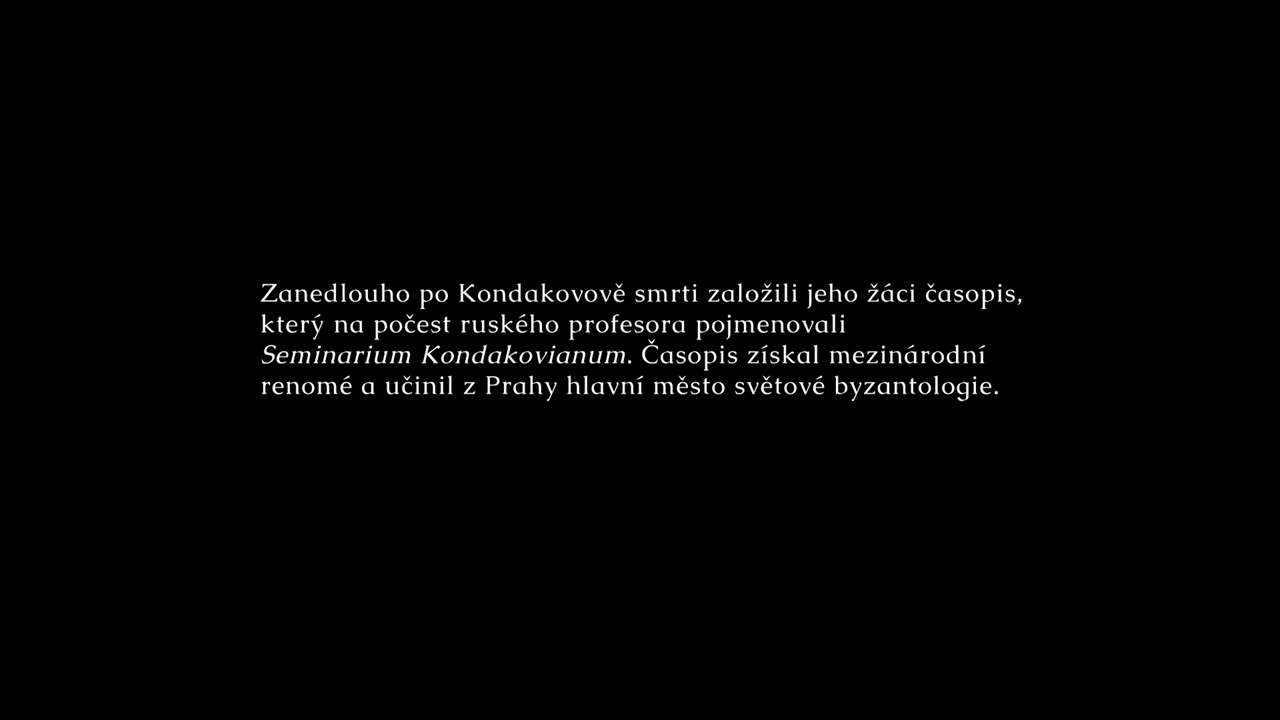 Zanedlouho po Kondakovově smrti založili jeho žáci časopis,
který na počest ruského profesora pojmenovali
Seminarium Kondakovianum. Časopis získal mezinárodní
renomé a učinil z Prahy hlavní město světové byzantologie.